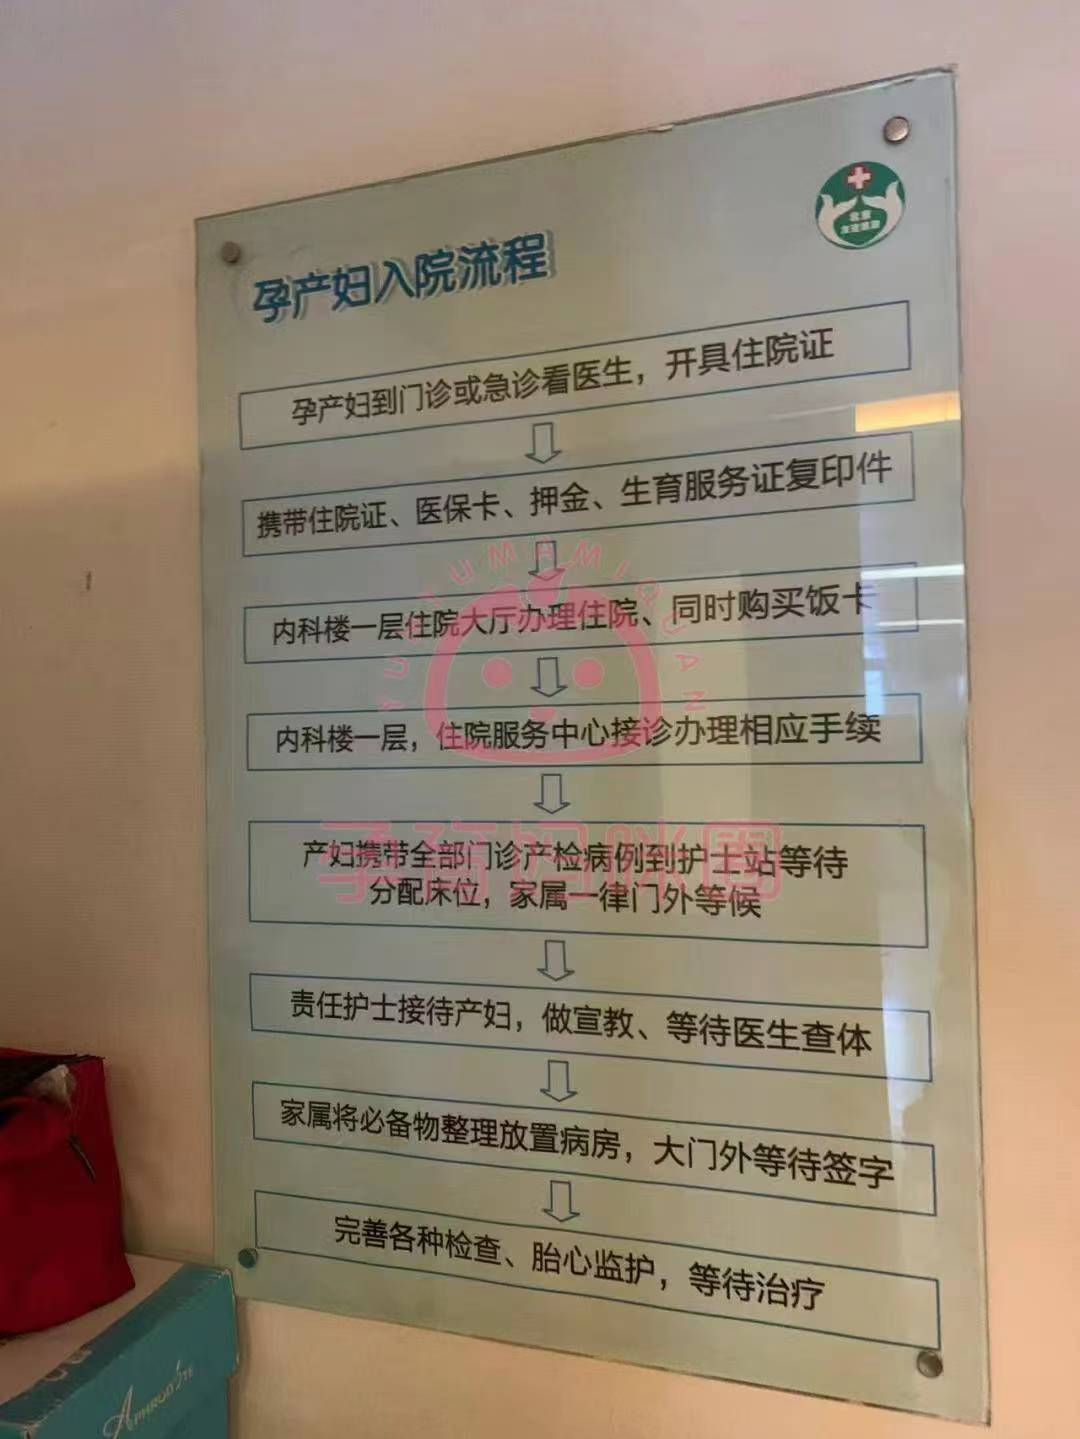 孕产妇入院流程
孕产妇到门诊或急诊看医生，开具住院证
携带住院证、医保卡、押金、生育服务证复印件
内科楼一层住院大厅办理住院、同时购买饭卡
内科楼一层，住院服务中心接诊办理相应手续
产妇携带全部门诊产检病例到护士站等待
分配床位，家属一律门外等候
责任护士接待产妇，做宣教、等待医生查体
家属将必备物整理放置病房，大门外等待签字
完善各种检查、胎心监护，等待治疗
YUNYUMAMIQUAN
孕育妈咪圈
APHRODITE